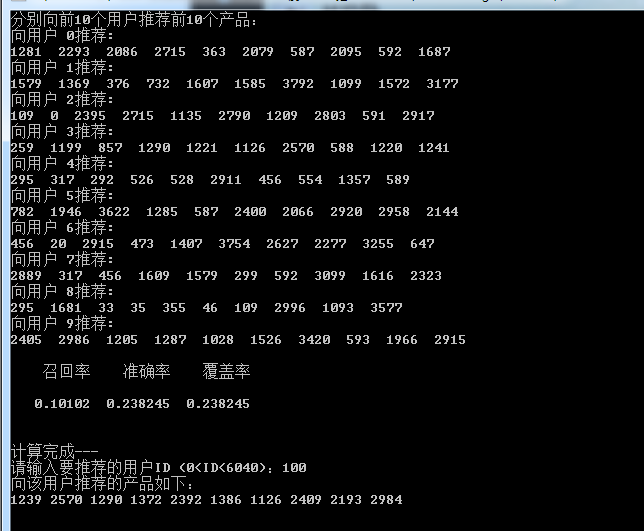 分别向前10个用户推荐前10个产品:
向用户 0推荐:
1281 2293 2086 2715 363 2079 587 2095 592 1687
向用户 1推荐:
1579 1369 376 732 1607 1585 3792 1099 1572 3177
向用户 2推荐:
109 0 2395 2715 1135 2790 1209 2803 591 2917
向用户 3推荐:
259 1199 857 1290 1221 1126 2570 588 1220 1241
向用户 4推荐:
295 317 292 526 528 2911 456 554 1357 589
向用户 5推荐:
782 1946 3622 1285 587 2400 2066 2920 2958 2144
向用户 6推荐:
456 20 2915 473 1407 3754 2627 2277 3255 647
向用户 7推荐:
2889 317 456 1609 1579 299 592 3099 1616 2323
向用户 8推荐:
295 1681 33 35 355 46 109 2996 1093 3577
向用户 9推荐:
2405 2986 1205 1287 1028 1526 3420 593 1966 2915
召回率 准确率 覆盖率
0.10102 0.238245 0.238245
计算完成---
请输入要推荐的用户ID (0<ID<6040): 100
向该用户推荐的产品如下:
1239 2570 1290 1372 2392 1386 1126 2409 2193 2984